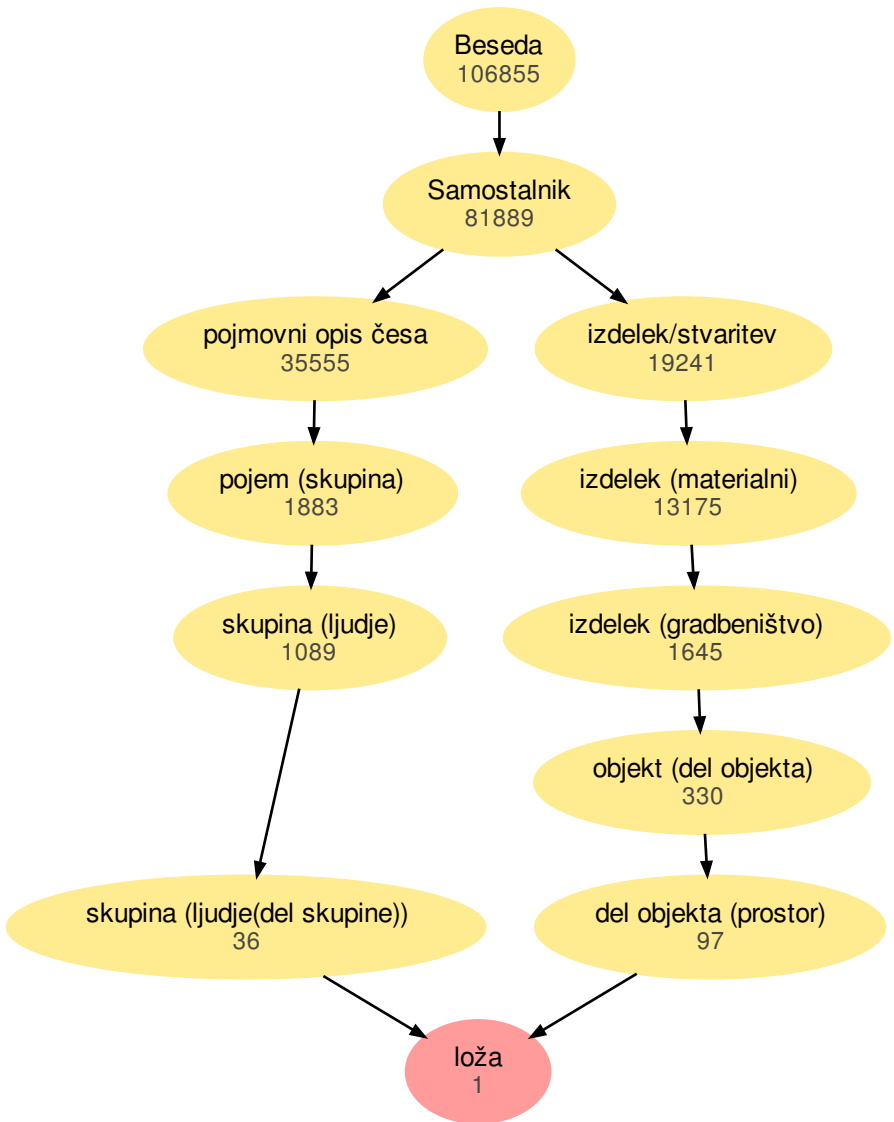 Beseda
106855
Samostalnik
81889
pojmovni opis česa
35555
izdelek/stvaritev
19241
pojem (skupina)
1883
izdelek (materialni)
13175
skupina (ljudje)
1089
izdelek (gradbeništvo)
1645
objekt (del objekta)
330
skupina (ljudje(del skupine))
36
del objekta (prostor)
97
loža
1